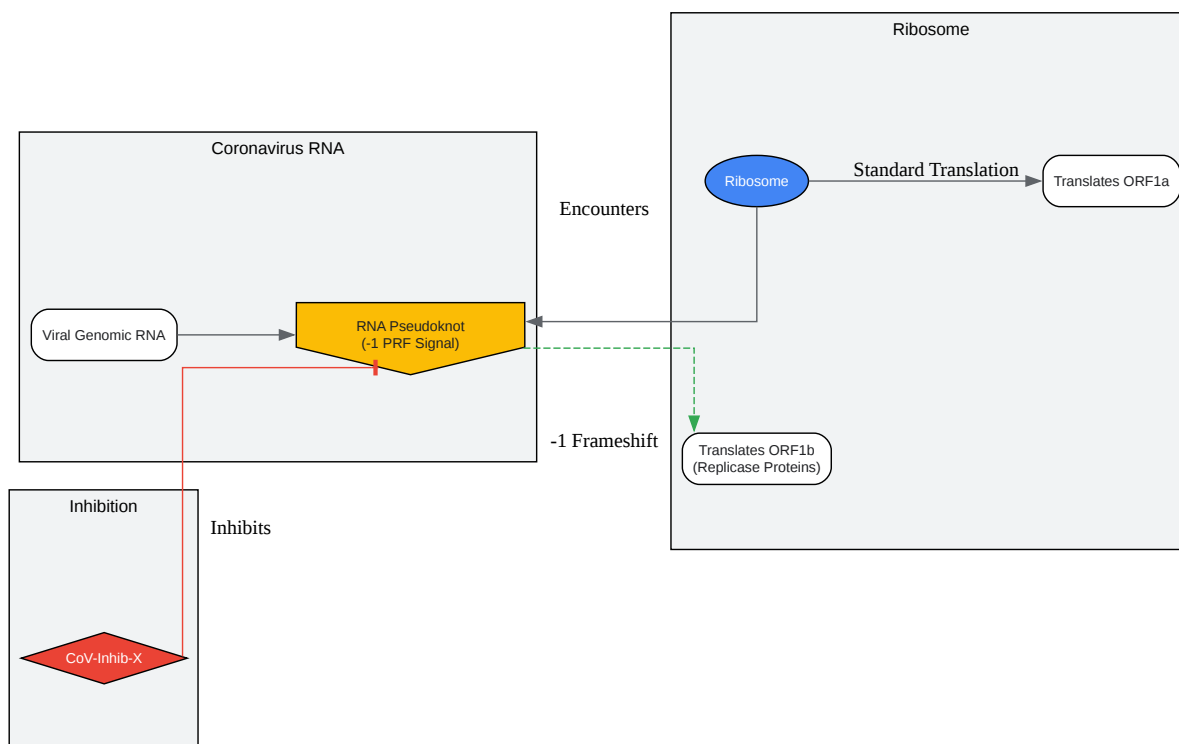 Ribosome
Coronavirus RNA
Ribosome
Standard Translation
Translates ORF1a
Encounters
Viral Genomic RNA
RNA Pseudoknot
(-1 PRF Signal)
-1 Frameshift
Translates ORF1b
(Replicase Proteins)
Inhibition
Inhibits
CoV-Inhib-X